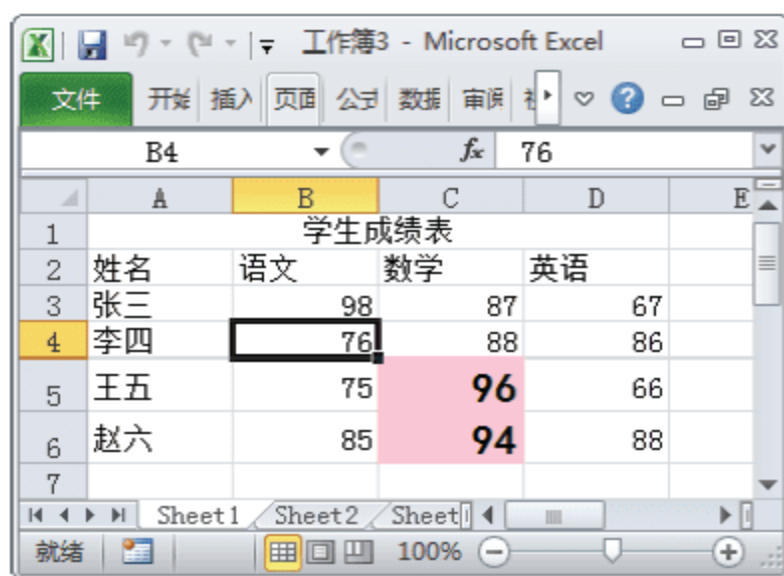 工作簿3 - Microsoft Excel
文件 开始 插入 页面 公式 数据 审阅
B4 fx 76
A B C D E
1 学生成绩表
2 姓名 语文 数学 英语
3 张三 98 87 67
4 李四 76 88 86
5 王五 75 96 66
6 赵六 85 94 88
7
Sheet1 Sheet2 Sheet
就绪 100%